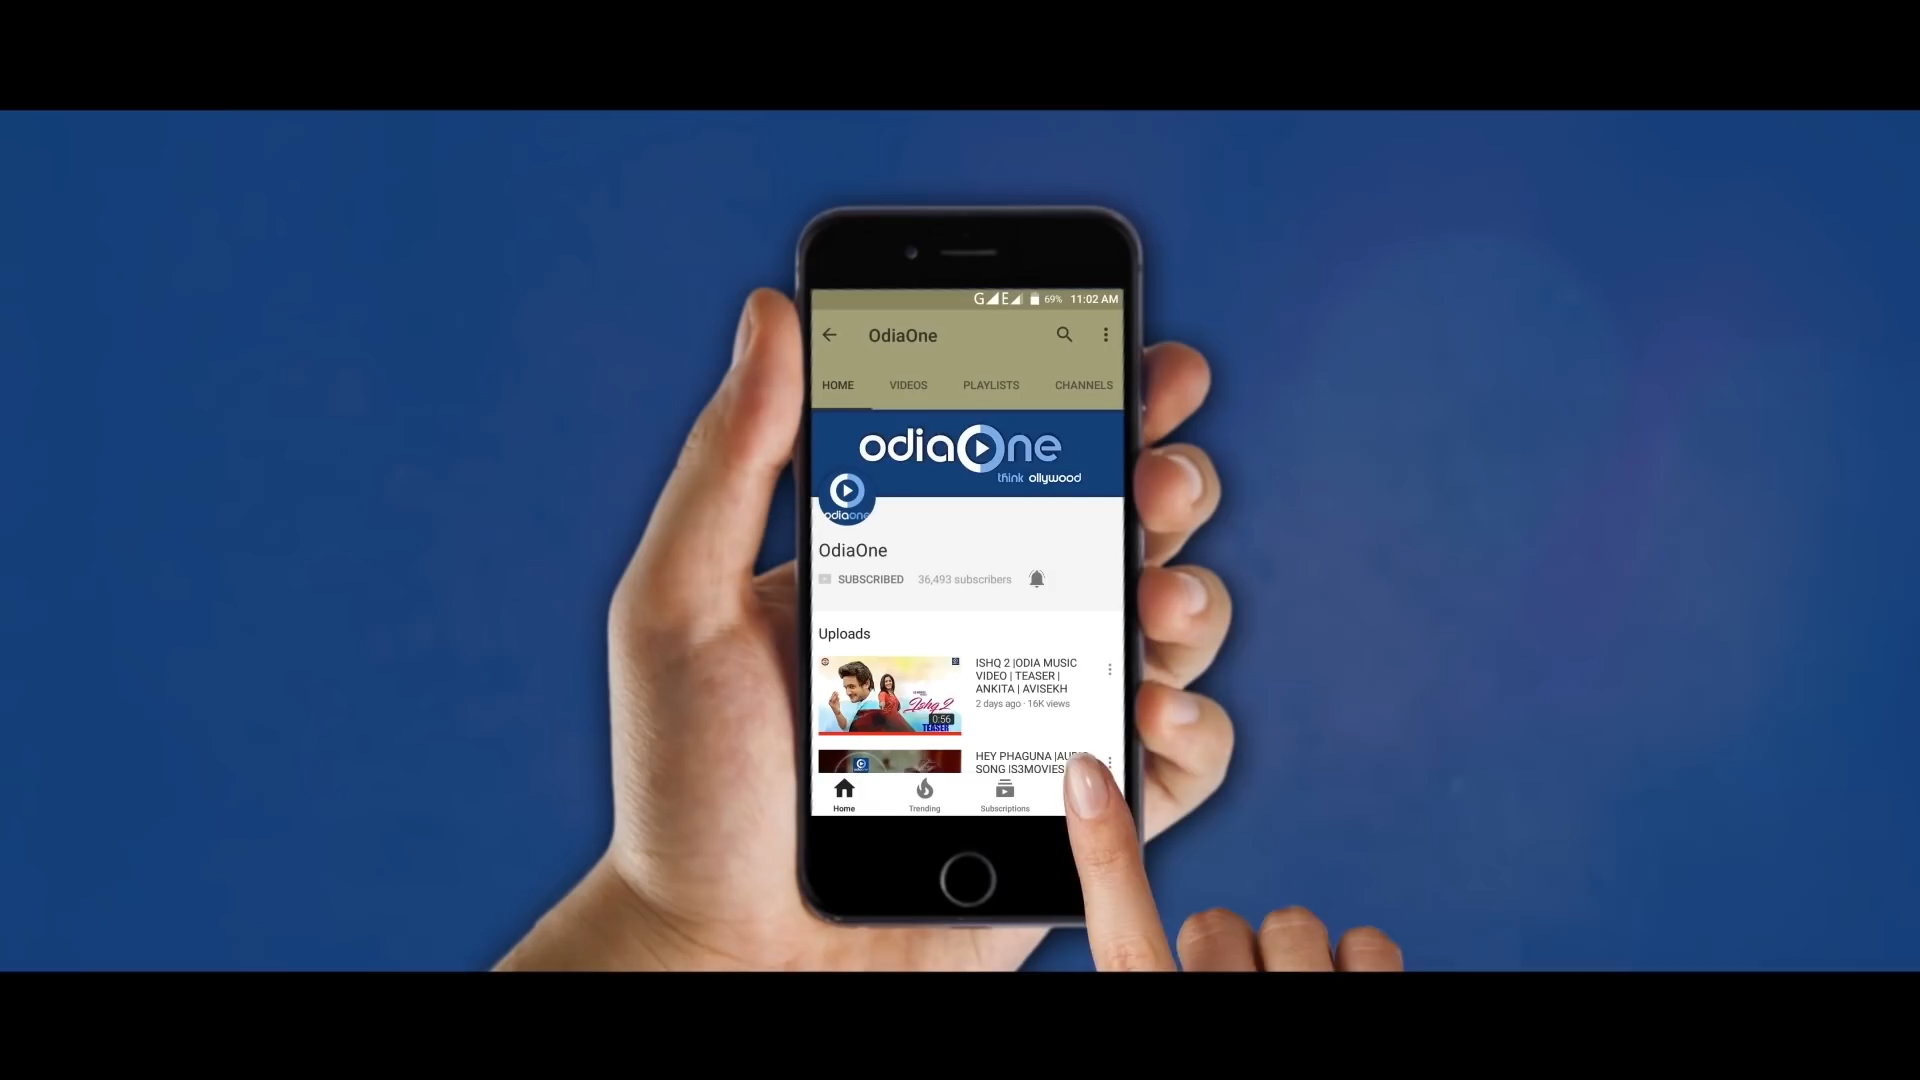 G E 69% 11:02 AM
OdiaOne
HOME VIDEOS PLAYLISTS CHANNELS
odiaOne
think ollywood
odiaone
OdiaOne
SUBSCRIBED 36,493 subscribers
Uploads
ISHQ 2 |ODIA MUSIC
VIDEO | TEASER |
ANKITA | AVISEKH
2 days ago · 16K views
Ishq 2
0:56
TEASER
HEY PHAGUNA
SONG |S3MOVIES
Home Trending Subscriptions